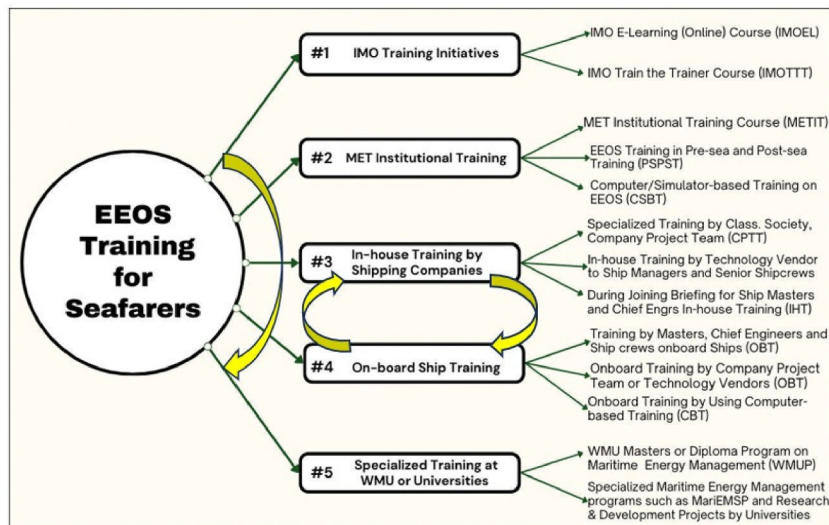 EEOS
Training
for
Seafarers
#1 IMO Training Initiatives
IMO E-Learning (Online) Course (IMOEL)
IMO Train the Trainer Course (IMOTTT)
#2 MET Institutional Training
MET Institutional Training Course (METIT)
EEOS Training in Pre-sea and Post-sea
Training (PSPST)
Computer/Simulator-based Training on
EEOS (CSBT)
#3 In-house Training by
Shipping Companies
Specialized Training by Class. Society,
Company Project Team (CPTT)
In-house Training by Technology Vendor
to Ship Managers and Senior Shipcrews
During Joining Briefing for Ship Masters
and Chief Engrs In-house Training (IHT)
#4 On-board Ship Training
Training by Masters, Chief Engineers and
Ship crews onboard Ships (OBT)
Onboard Training by Company Project
Team or Technology Vendors (OBT)
Onboard Training by Using Computer-
based Training (CBT)
#5 Specialized Training at
WMU or Universities
WMU Masters or Diploma Program on
Maritime Energy Management (WMUP)
Specialized Maritime Energy Management
programs such as MariEMSP and Research
& Development Projects by Universities